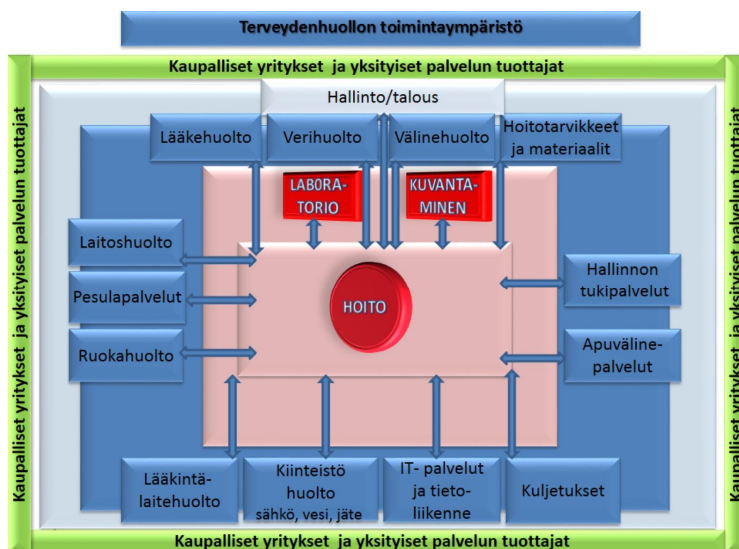 Terveydenhuollon toimintaympäristö
Kaupalliset yritykset ja yksityiset palvelun tuottajat
Hallinto/talous
Lääkehuolto
Verihuolto
Välinehuolto
Hoitotarvikkeet
ja materiaalit
LABORA-
TORIO
KUVANTA-
MINEN
Laitoshuolto
Pesulapalvelut
Ruokahuolto
HOITO
Hallinnon
tukipalvelut
Apuväline-
palvelut
Lääkintä-
laitehuolto
Kiinteistö
huolto
sähkö, vesi, jäte
IT- palvelut
ja tieto-
liikenne
Kuljetukset
Kaupalliset yritykset ja yksityiset palvelun tuottajat
Kaupalliset yritykset ja yksityiset palvelun tuottajat
Kaupalliset yritykset ja yksityiset palvelun tuottajat